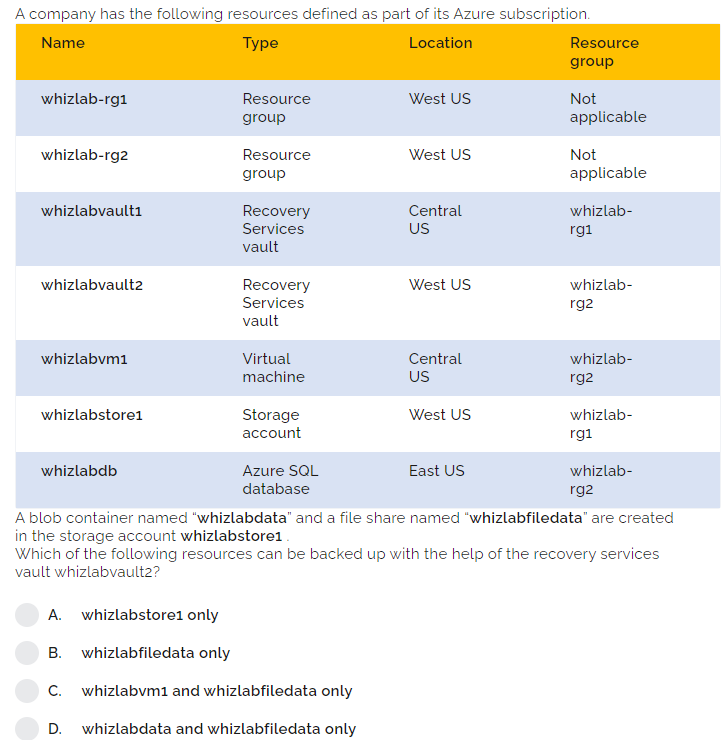 A company has the following resources defined as part of its Azure subscription.
Name Type Location Resource
group
whizlab-rg1 Resource West US Not
group applicable
whizlab-rg2 Resource West US Not
group applicable
whizlabvault1 Recovery Central whizlab-
Services US rg1
vault
whizlabvault2 Recovery West US whizlab-
Services rg2
vault
whizlabvm1 Virtual Central whizlab-
machine US rg2
whizlabstore1 Storage West US whizlab-
account rg1
whizlabdb Azure SQL East US whizlab-
database rg2
A blob container named “whizlabdata” and a file share named “whizlabfiledata” are created
in the storage account whizlabstore1 .
Which of the following resources can be backed up with the help of the recovery services
vault whizlabvault2?
A. whizlabstore1 only
B. whizlabfiledata only
C. whizlabvm1 and whizlabfiledata only
D. whizlabdata and whizlabfiledata only